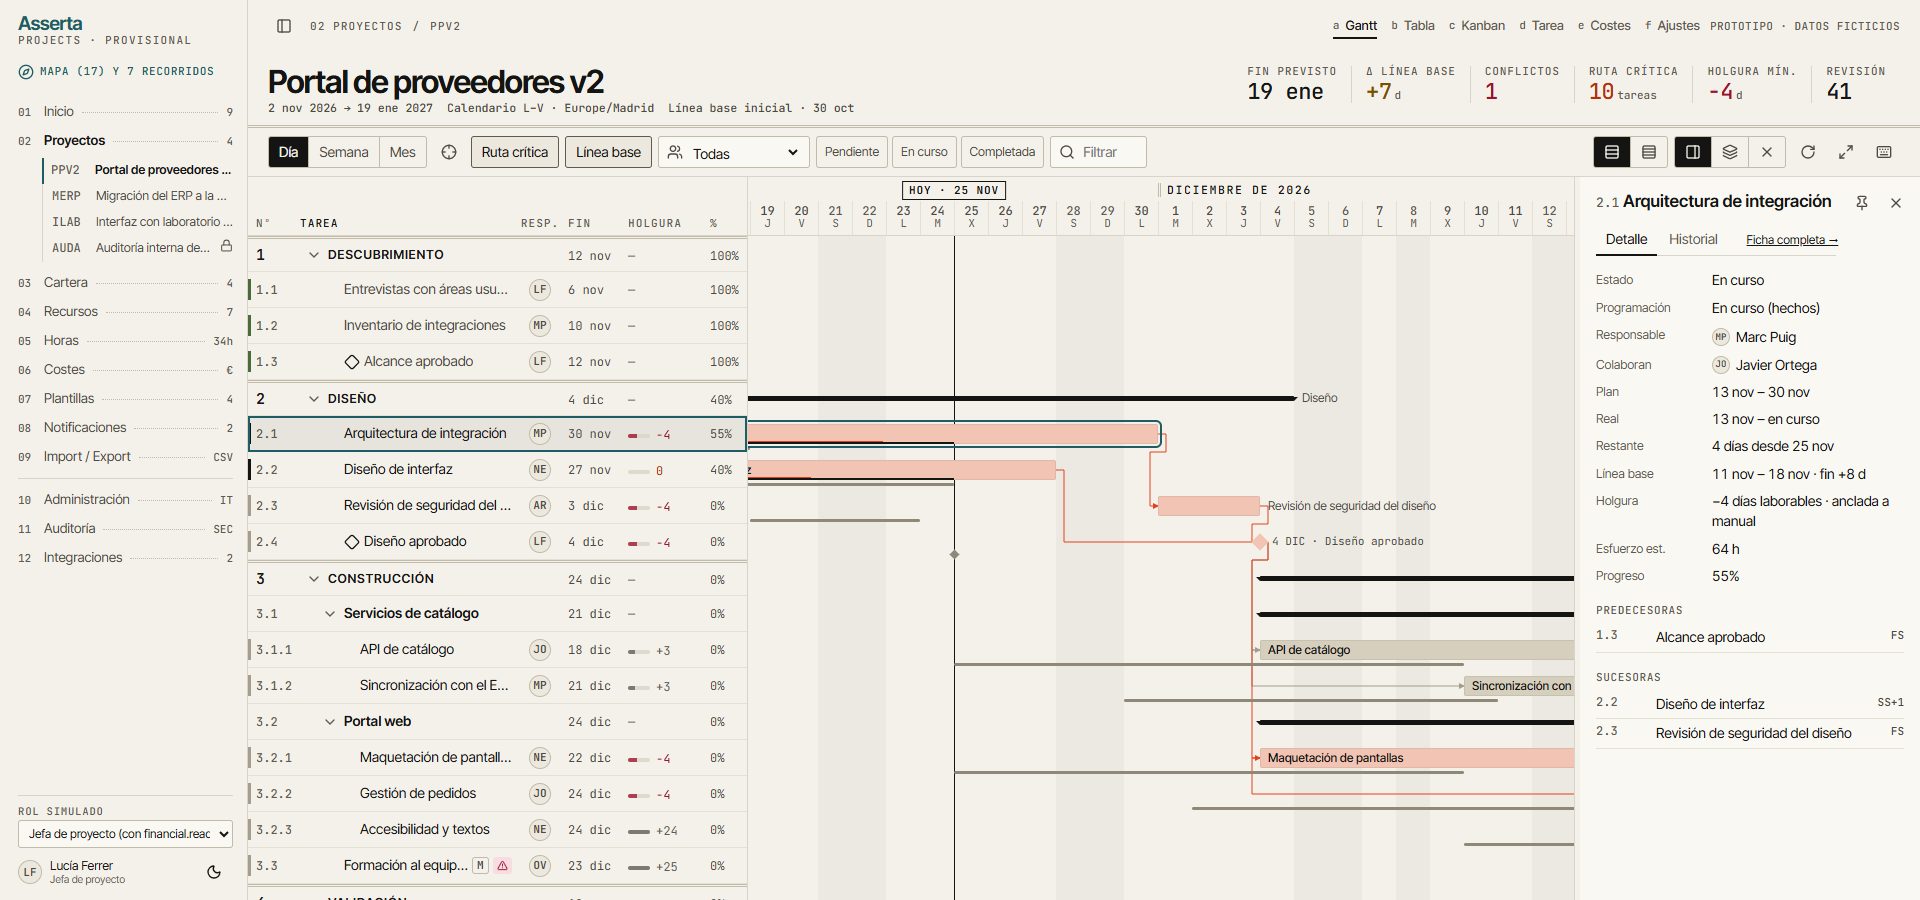 Asserta
PROJECTS · PROVISIONAL
MAPA (17) Y 7 RECORRIDOS
01 Inicio 9
02 Proyectos 4
PPV2 Portal de proveedores ...
MERP Migración del ERP a la ...
ILAB Interfaz con laboratorio ...
AUDA Auditoría interna de...
03 Cartera 4
04 Recursos 7
05 Horas 34h
06 Costes €
07 Plantillas 4
08 Notificaciones 2
09 Import / Export CSV
10 Administración IT
11 Auditoría SEC
12 Integraciones 2
ROL SIMULADO
Jefa de proyecto (con financial.reac
LF Lucía Ferrer
Jefa de proyecto
02 PROYECTOS / PPV2
a Gantt b Tabla c Kanban d Tarea e Costes f Ajustes PROTOTIPO · DATOS FICTICIOS
Portal de proveedores v2
2 nov 2026 → 19 ene 2027 Calendario L-V · Europe/Madrid Línea base inicial · 30 oct
FIN PREVISTO
19 ene
Δ LÍNEA BASE
+7 d
CONFLICTOS
1
RUTA CRÍTICA
10 tareas
HOLGURA MÍN.
-4 d
REVISIÓN
41
Día Semana Mes Ruta crítica Línea base Todas Pendiente En curso Completada Filtrar
N° TAREA RESP. FIN HOLGURA %
1 DESCUBRIMIENTO 12 nov — 100%
1.1 Entrevistas con áreas usu... LF 6 nov — 100%
1.2 Inventario de integraciones MP 10 nov — 100%
1.3 Alcance aprobado LF 12 nov — 100%
2 DISEÑO 4 dic — 40%
2.1 Arquitectura de integración MP 30 nov -4 55%
2.2 Diseño de interfaz NE 27 nov 0 40%
2.3 Revisión de seguridad del ... AR 3 dic -4 0%
2.4 Diseño aprobado LF 4 dic -4 0%
3 CONSTRUCCIÓN 24 dic — 0%
3.1 Servicios de catálogo 21 dic — 0%
3.1.1 API de catálogo JO 18 dic +3 0%
3.1.2 Sincronización con el E... MP 21 dic +3 0%
3.2 Portal web 24 dic — 0%
3.2.1 Maquetación de pantall... NE 22 dic -4 0%
3.2.2 Gestión de pedidos JO 24 dic -4 0%
3.2.3 Accesibilidad y textos NE 24 dic +24 0%
3.3 Formación al equip... M OV 23 dic +25 0%
HOY · 25 NOV
DICIEMBRE DE 2026
19 20 21 22 23 24 25 26 27 28 29 30 1 2 3 4 5 6 7 8 9 10 11 12
J V S D L M X J V S D L M X J V S D L M X J V S
Diseño
z
Revisión de seguridad del diseño
4 DIC · Diseño aprobado
API de catálogo
Sincronización con
Maquetación de pantallas
2.1 Arquitectura de integración
Detalle Historial Ficha completa →
Estado En curso
Programación En curso (hechos)
Responsable MP Marc Puig
Colaboran JO Javier Ortega
Plan 13 nov – 30 nov
Real 13 nov – en curso
Restante 4 días desde 25 nov
Línea base 11 nov – 18 nov · fin +8 d
Holgura −4 días laborables · anclada a
manual
Esfuerzo est. 64 h
Progreso 55%
PREDECESORAS
1.3 Alcance aprobado FS
SUCESORAS
2.2 Diseño de interfaz SS+1
2.3 Revisión de seguridad del diseño FS